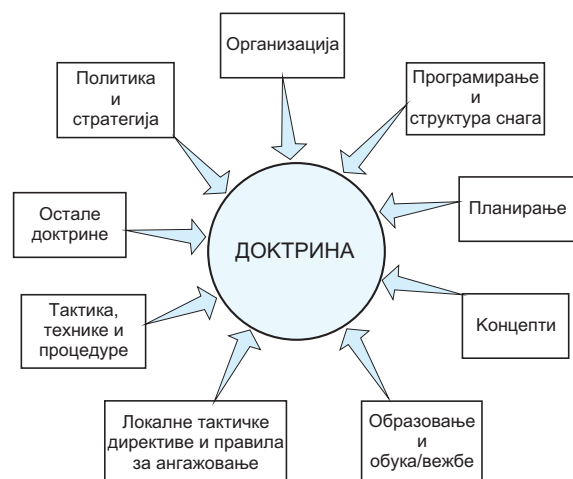 Организација
Политика
и
стратегија
Програмирање
и
структура снага
Остале
доктрине
ДОКТРИНА
Планирање
Тактика,
технике и
процедуре
Концепти
Локалне тактичке
директиве и правила
за ангажовање
Образовање
и
обука/вежбе